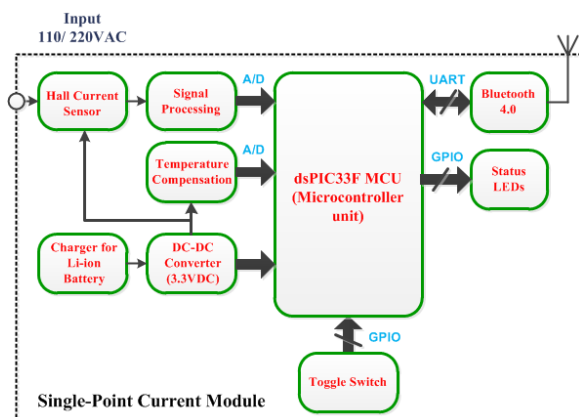 Input
110/ 220VAC
Hall Current
Sensor
Signal
Processing
A/D
UART
Bluetooth
4.0
Temperature
Compensation
A/D
dsPIC33F MCU
(Microcontroller
unit)
GPIO
Status
LEDs
Charger for
Li-ion
Battery
DC-DC
Converter
(3.3VDC)
GPIO
Toggle Switch
Single-Point Current Module